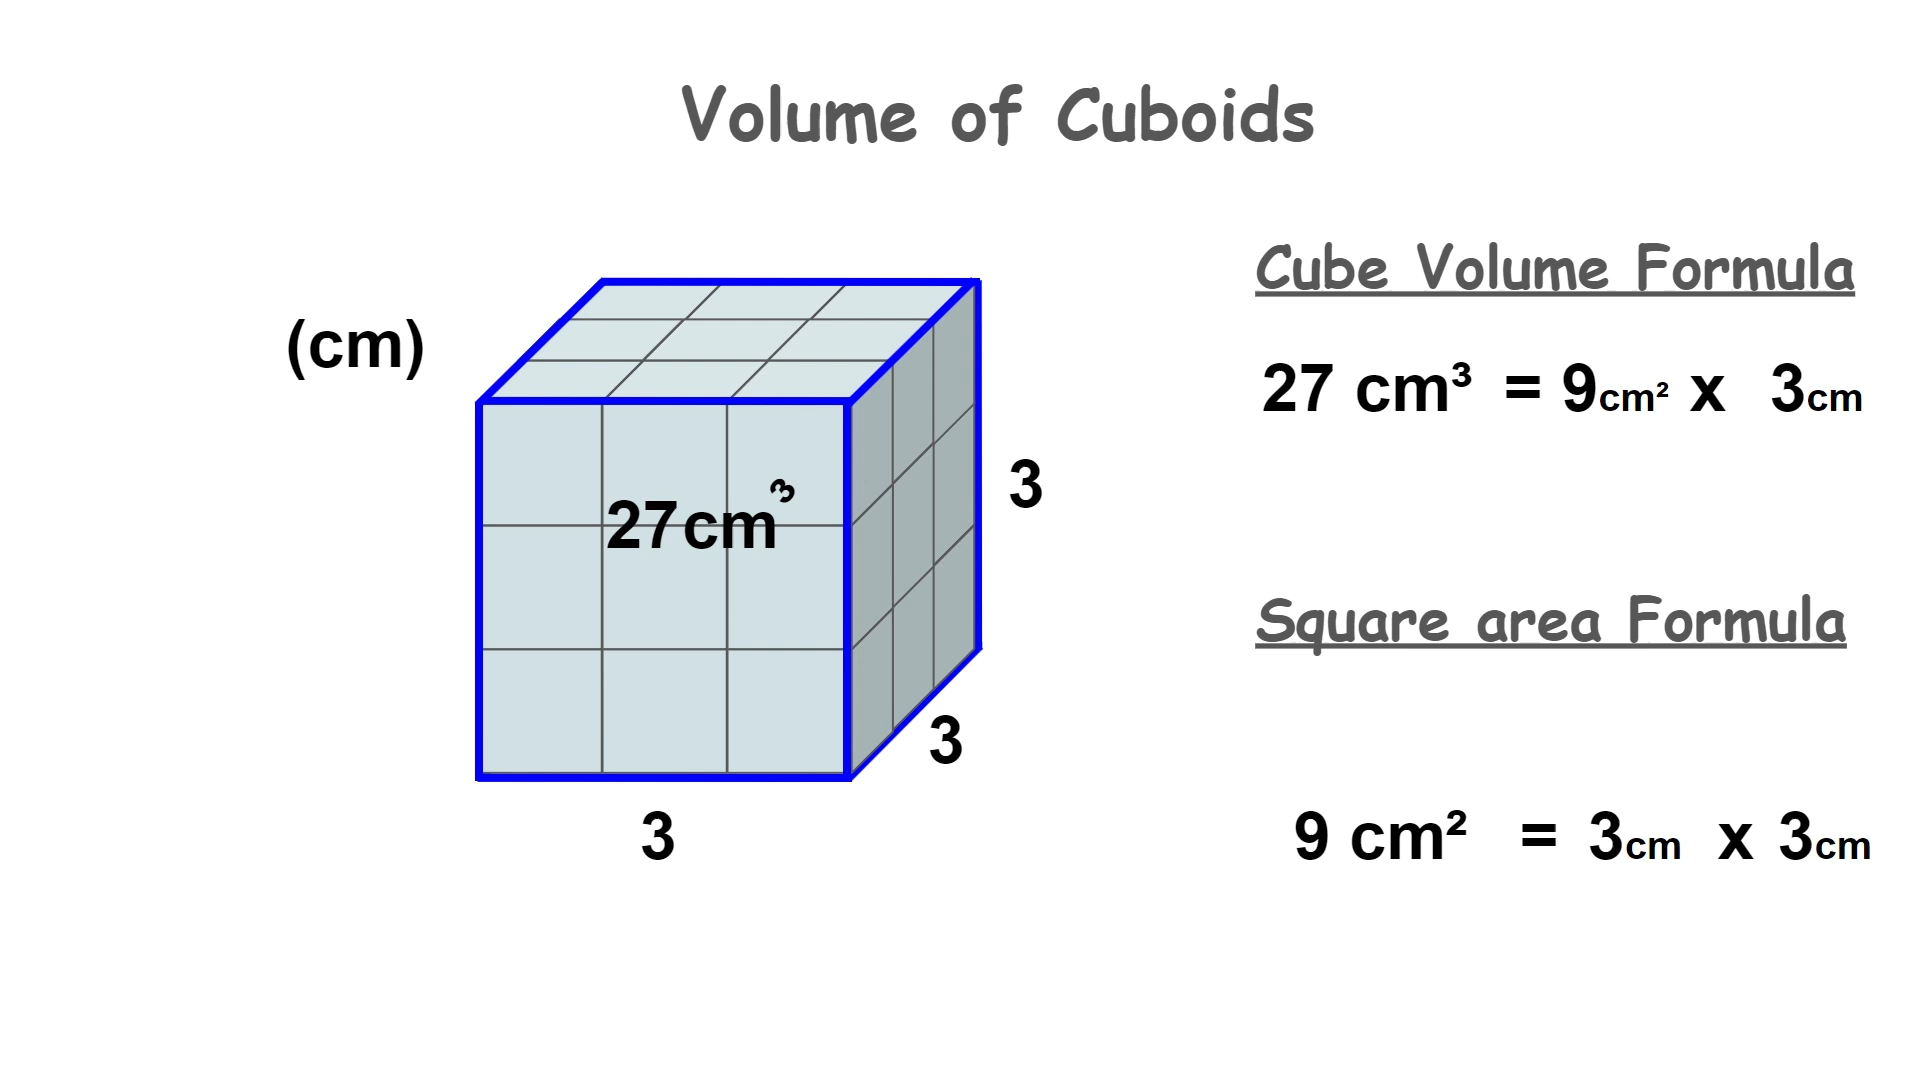 Volume of Cuboids
(cm)
27cm³
3
3
3
Cube Volume Formula
27 cm³ = 9cm² x 3cm
Square area Formula
9 cm² = 3cm x 3cm